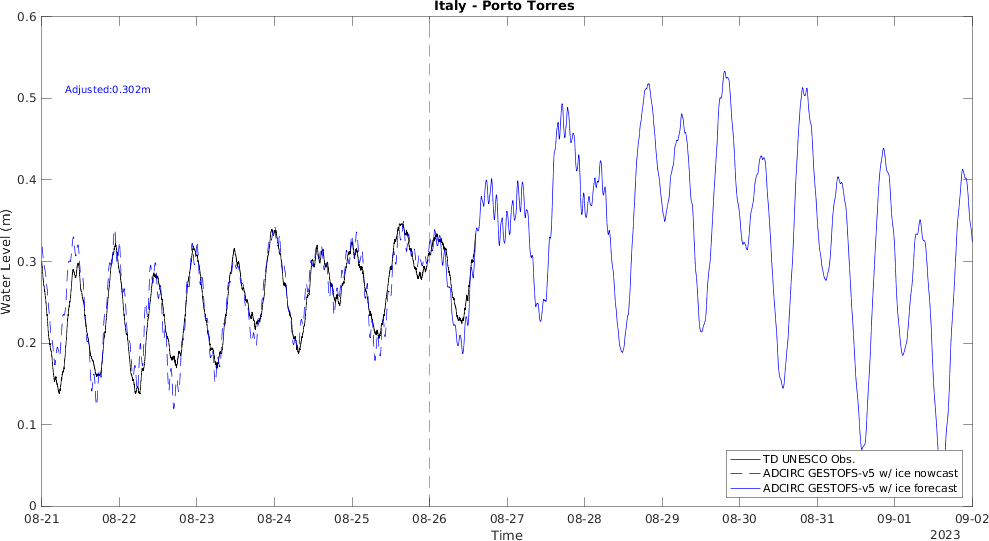 Italy - Porto Torres
0.6
0.5
0.4
0.3
0.2
0.1
0
Water Level (m)
Adjusted:0.302m
TD UNESCO Obs.
ADCIRC GESTOFS-v5 w/ ice nowcast
ADCIRC GESTOFS-v5 w/ ice forecast
08-21 08-22 08-23 08-24 08-25 08-26 08-27 08-28 08-29 08-30 08-31 09-01 09-02
Time
2023